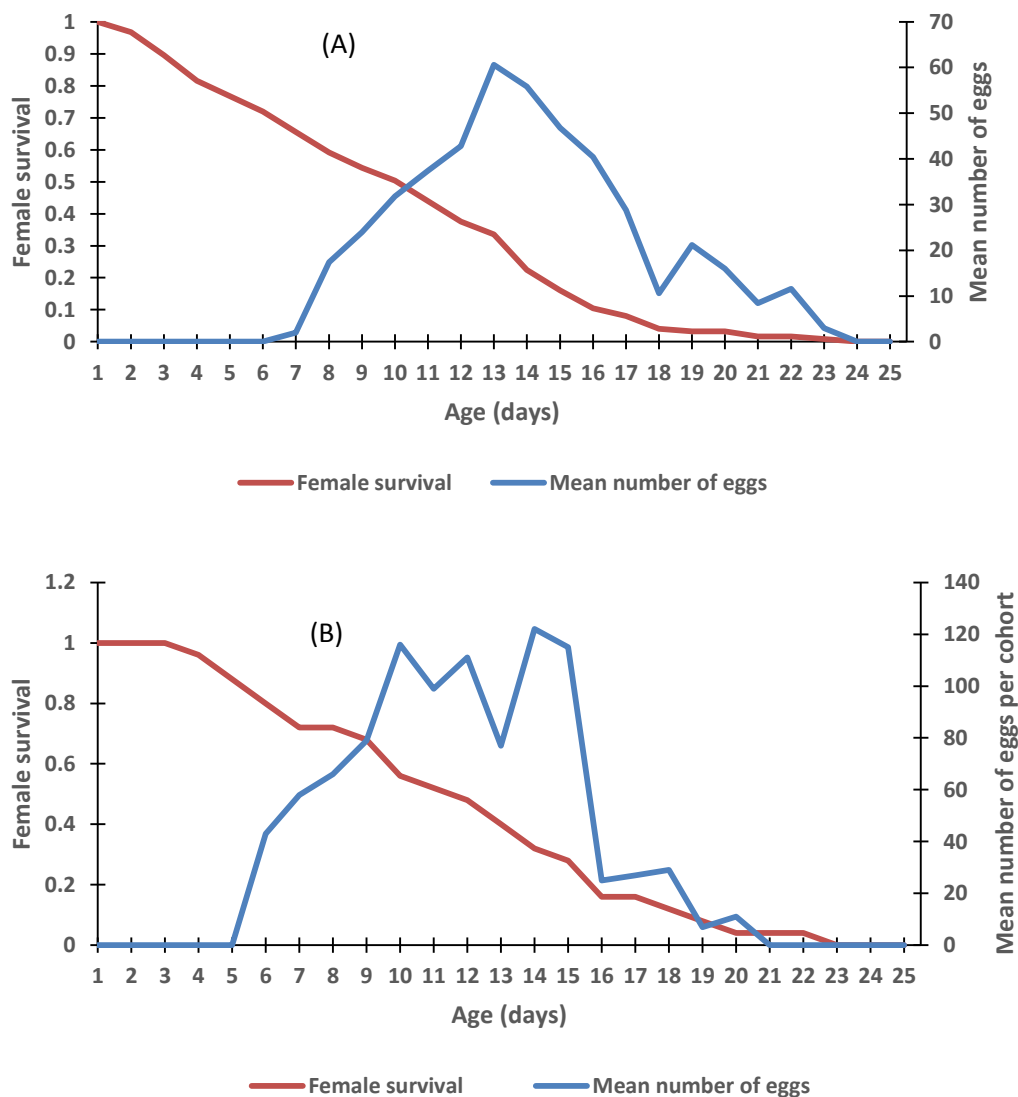 (A)
Female survival
1
0.9
0.8
0.7
0.6
0.5
0.4
0.3
0.2
0.1
0
Mean number of eggs
70
60
50
40
30
20
10
0
1 2 3 4 5 6 7 8 9 10 11 12 13 14 15 16 17 18 19 20 21 22 23 24 25
Age (days)
Female survival Mean number of eggs
(B)
Female survival
1.2
1
0.8
0.6
0.4
0.2
0
Mean number of eggs per cohort
140
120
100
80
60
40
20
0
1 2 3 4 5 6 7 8 9 10 11 12 13 14 15 16 17 18 19 20 21 22 23 24 25
Age (days)
Female survival Mean number of eggs